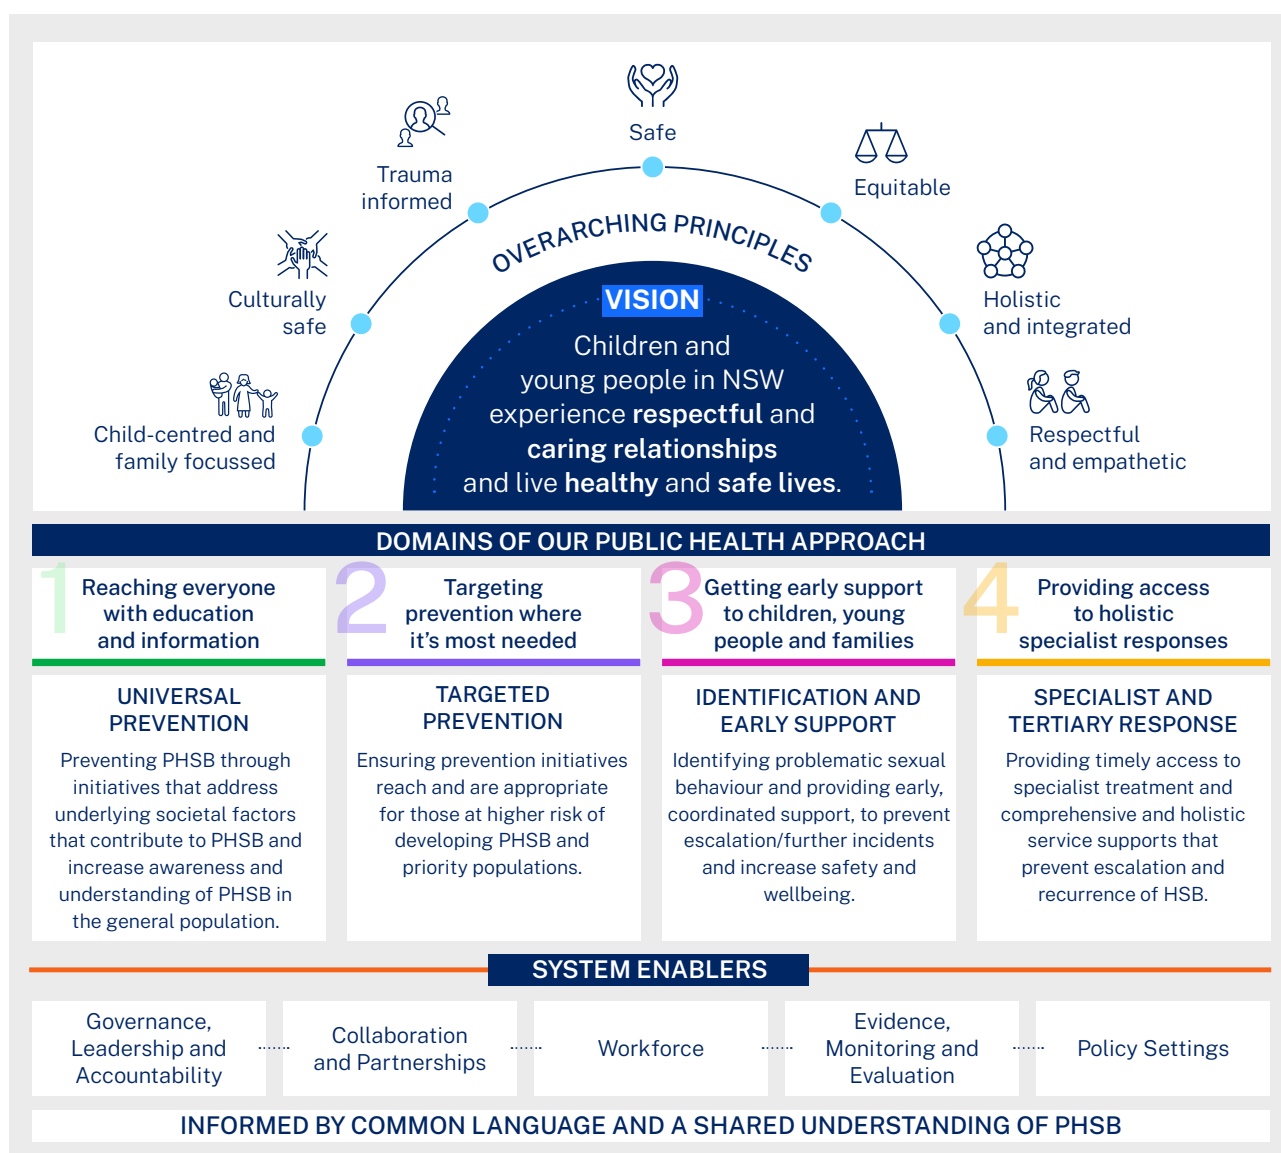 Safe
Trauma
informed
Equitable
OVERARCHING PRINCIPLES
Culturally
safe
Holistic
and integrated
Child-centred and
family focussed
Respectful
and empathetic
VISION
Children and
young people in NSW
experience respectful and
caring relationships
and live healthy and safe lives.
DOMAINS OF OUR PUBLIC HEALTH APPROACH
1
Reaching everyone
with education
and information
UNIVERSAL
PREVENTION
Preventing PHSB through
initiatives that address
underlying societal factors
that contribute to PHSB and
increase awareness and
understanding of PHSB in
the general population.
2
Targeting
prevention where
it’s most needed
TARGETED
PREVENTION
Ensuring prevention initiatives
reach and are appropriate
for those at higher risk of
developing PHSB and
priority populations.
3
Getting early support
to children, young
people and families
IDENTIFICATION AND
EARLY SUPPORT
Identifying problematic sexual
behaviour and providing early,
coordinated support, to prevent
escalation/further incidents
and increase safety and
wellbeing.
4
Providing access
to holistic
specialist responses
SPECIALIST AND
TERTIARY RESPONSE
Providing timely access to
specialist treatment and
comprehensive and holistic
service supports that
prevent escalation and
recurrence of HSB.
SYSTEM ENABLERS
Governance,
Leadership and
Accountability
Collaboration
and Partnerships
Workforce
Evidence,
Monitoring and
Evaluation
Policy Settings
INFORMED BY COMMON LANGUAGE AND A SHARED UNDERSTANDING OF PHSB